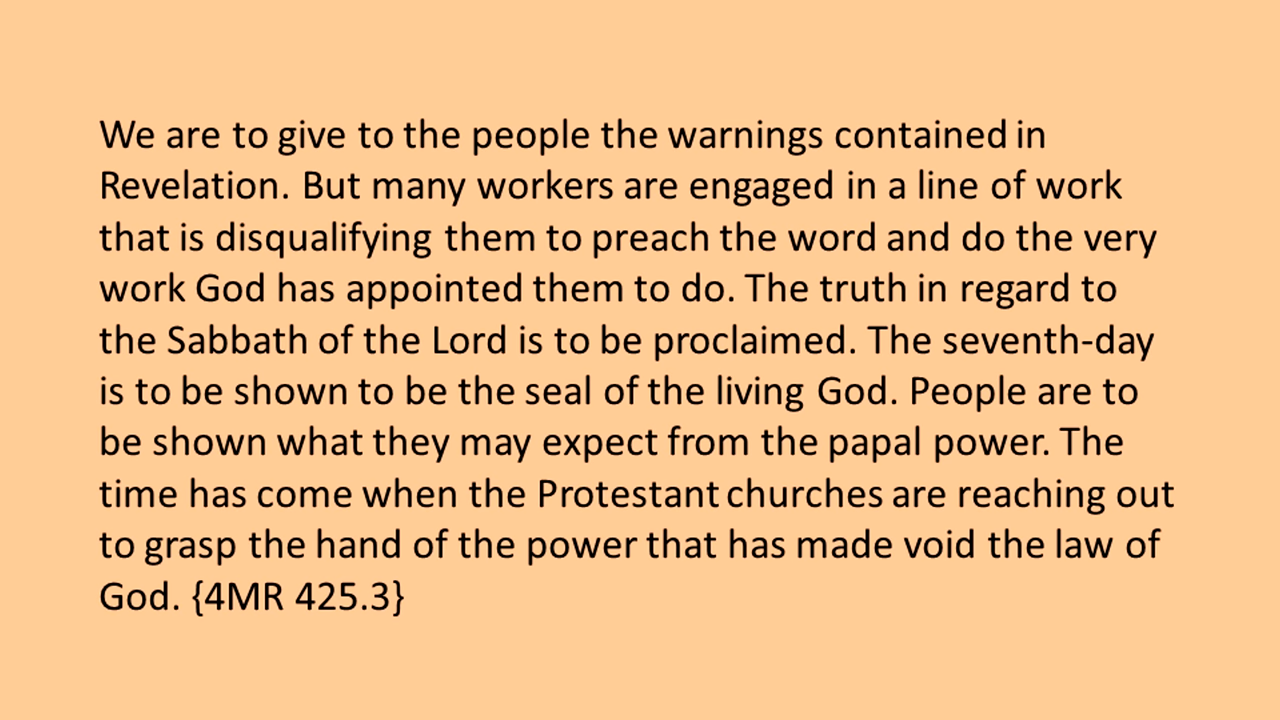 We are to give to the people the warnings contained in
Revelation. But many workers are engaged in a line of work
that is disqualifying them to preach the word and do the very
work God has appointed them to do. The truth in regard to
the Sabbath of the Lord is to be proclaimed. The seventh-day
is to be shown to be the seal of the living God. People are to
be shown what they may expect from the papal power. The
time has come when the Protestant churches are reaching out
to grasp the hand of the power that has made void the law of
God. {4MR 425.3}